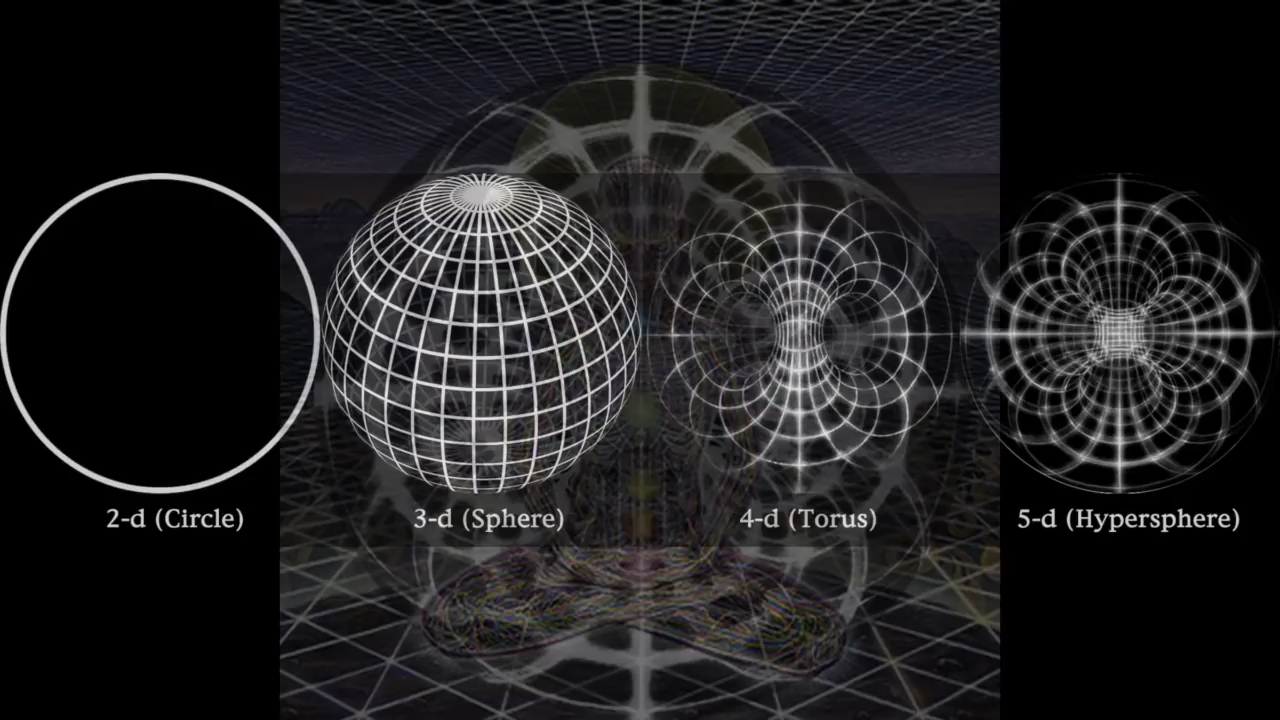 2-d (Circle)
3-d (Sphere)
4-d (Torus)
5-d (Hypersphere)